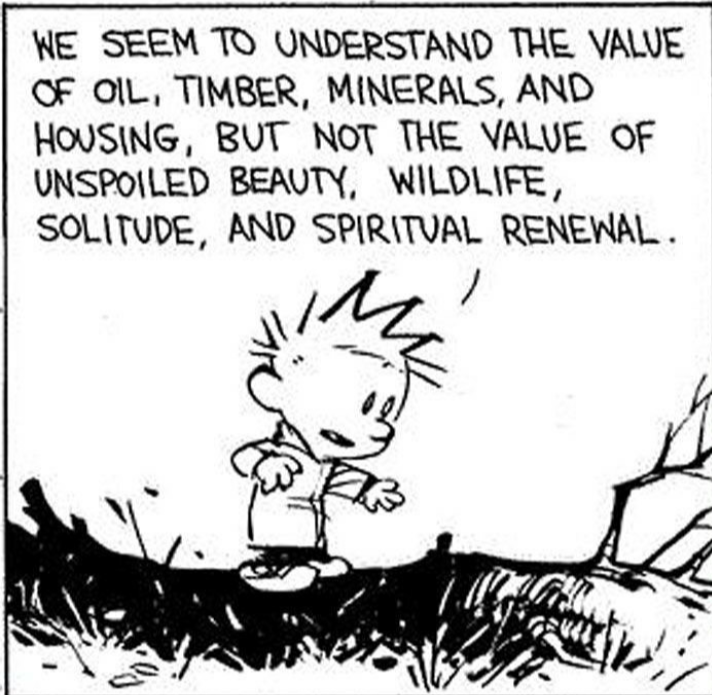 WE SEEM TO UNDERSTAND THE VALUE
OF OIL, TIMBER, MINERALS, AND
HOUSING, BUT NOT THE VALUE OF
UNSPOILED BEAUTY, WILDLIFE,
SOLITUDE, AND SPIRITUAL RENEWAL.